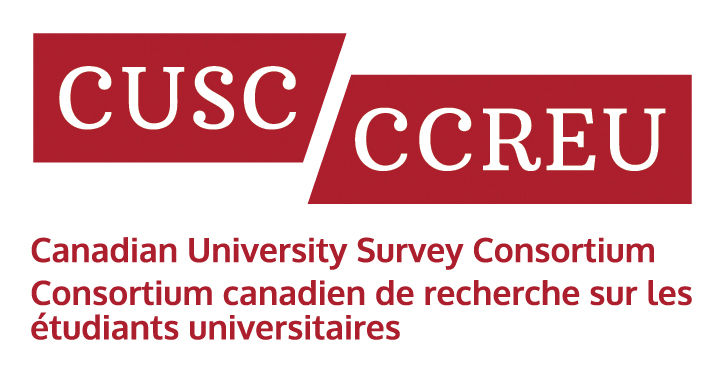 CUSC
CCREU
Canadian University Survey Consortium
Consortium canadien de recherche sur les
étudiants universitaires